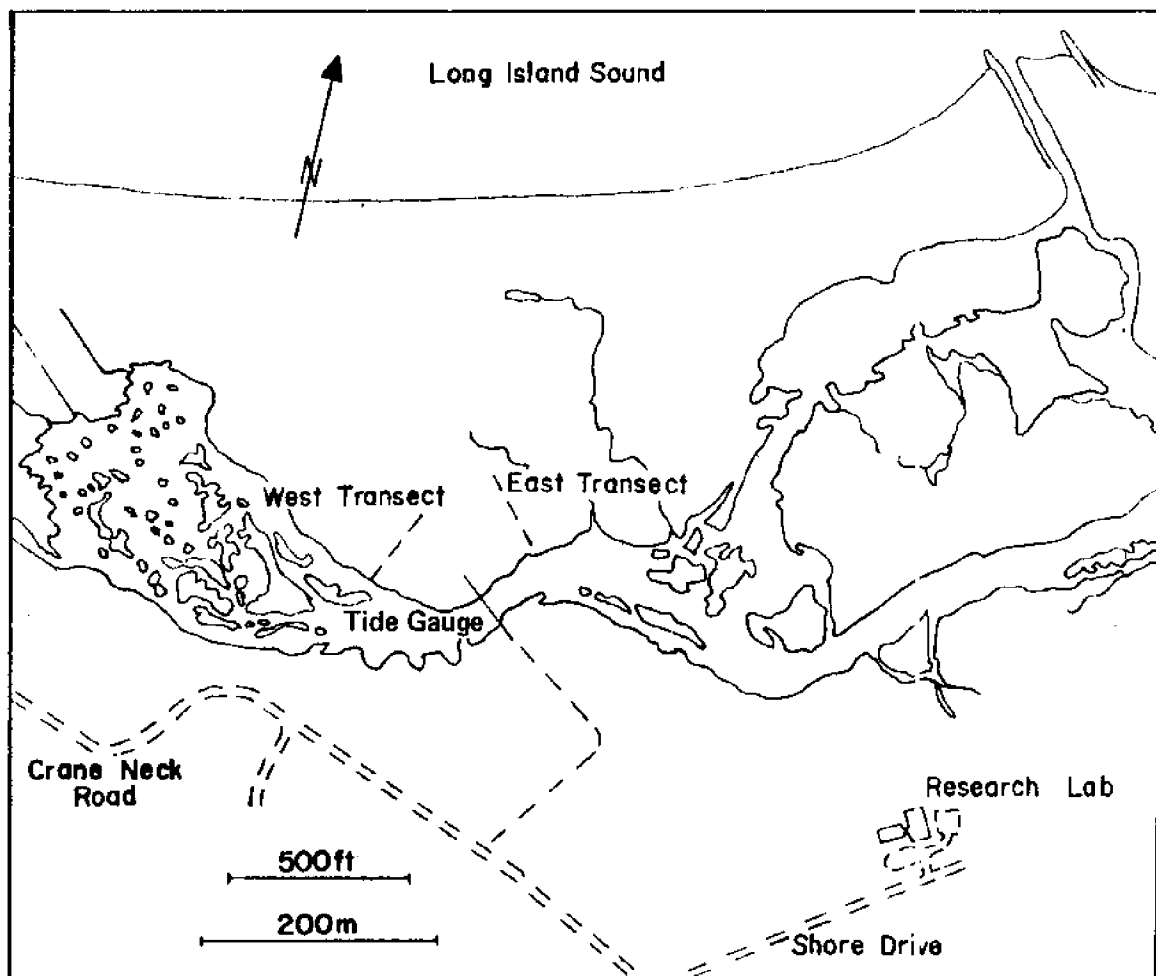 Long Island Sound
N
West Transect
East Transect
Tide Gauge
Crane Neck
Road
Research Lab
500ft
200m
Shore Drive